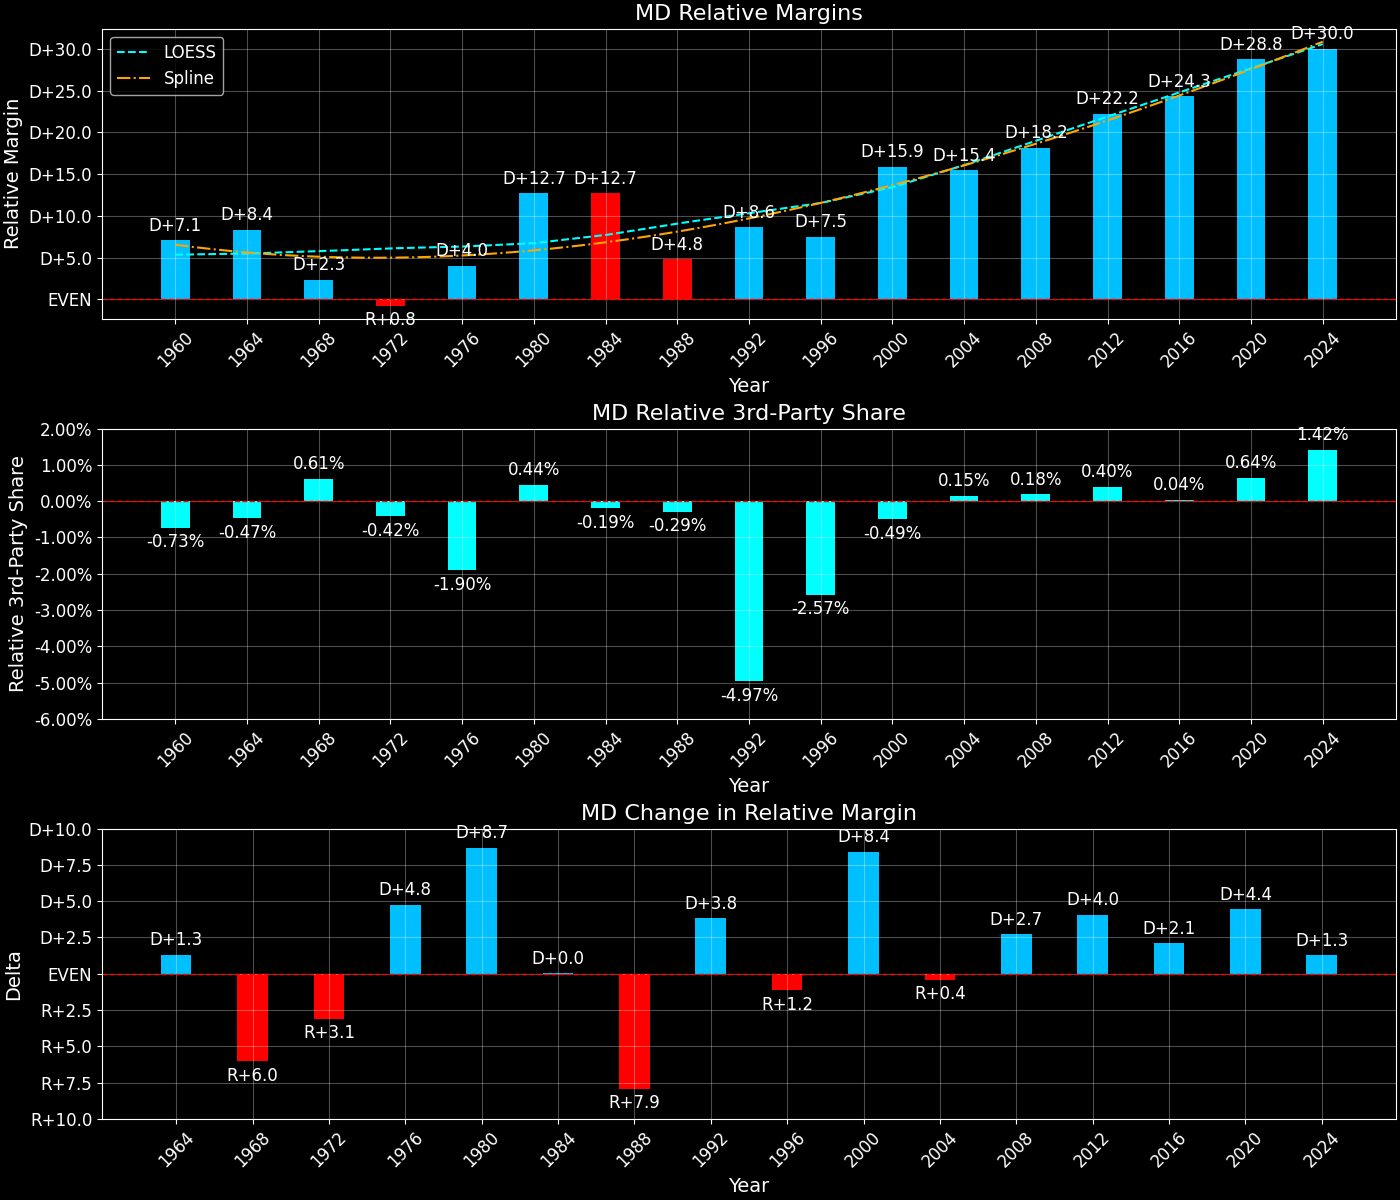 MD Relative Margins
LOESS
Spline
Relative Margin
D+30.0
D+25.0
D+20.0
D+15.0
D+10.0
D+5.0
EVEN
D+7.1
D+8.4
D+2.3
R+0.8
D+4.0
D+12.7
D+12.7
D+4.8
D+8.6
D+7.5
D+15.9
D+15.4
D+18.2
D+22.2
D+24.3
D+28.8
D+30.0
1960
1964
1968
1972
1976
1980
1984
1988
1992
1996
2000
2004
2008
2012
2016
2020
2024
Year
MD Relative 3rd-Party Share
Relative 3rd-Party Share
2.00%
1.00%
0.00%
-1.00%
-2.00%
-3.00%
-4.00%
-5.00%
-6.00%
-0.73%
-0.47%
0.61%
-0.42%
-1.90%
0.44%
-0.19%
-0.29%
-4.97%
-2.57%
-0.49%
0.15%
0.18%
0.40%
0.04%
0.64%
1.42%
1960
1964
1968
1972
1976
1980
1984
1988
1992
1996
2000
2004
2008
2012
2016
2020
2024
Year
MD Change in Relative Margin
Delta
D+10.0
D+7.5
D+5.0
D+2.5
EVEN
R+2.5
R+5.0
R+7.5
R+10.0
D+1.3
R+6.0
R+3.1
D+4.8
D+8.7
D+0.0
R+7.9
D+3.8
R+1.2
D+8.4
R+0.4
D+2.7
D+4.0
D+2.1
D+4.4
D+1.3
1964
1968
1972
1976
1980
1984
1988
1992
1996
2000
2004
2008
2012
2016
2020
2024
Year